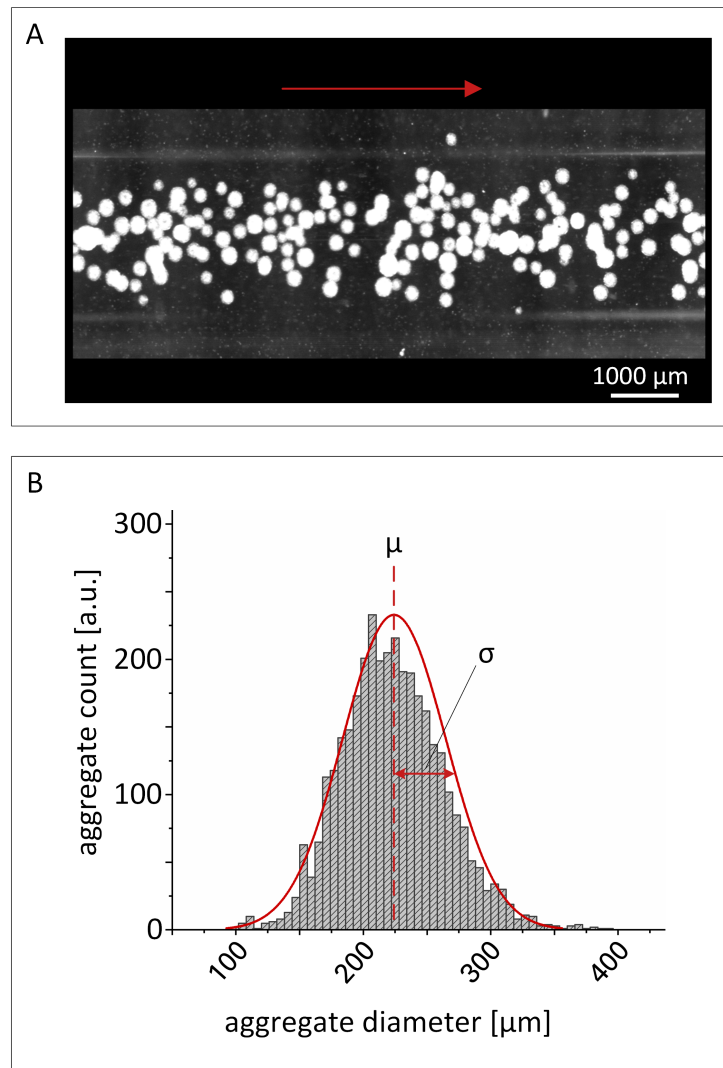 A
1000 µm
B
300
200
100
0
aggregate count [a.u.]
µ
σ
100
200
300
400
aggregate diameter [µm]